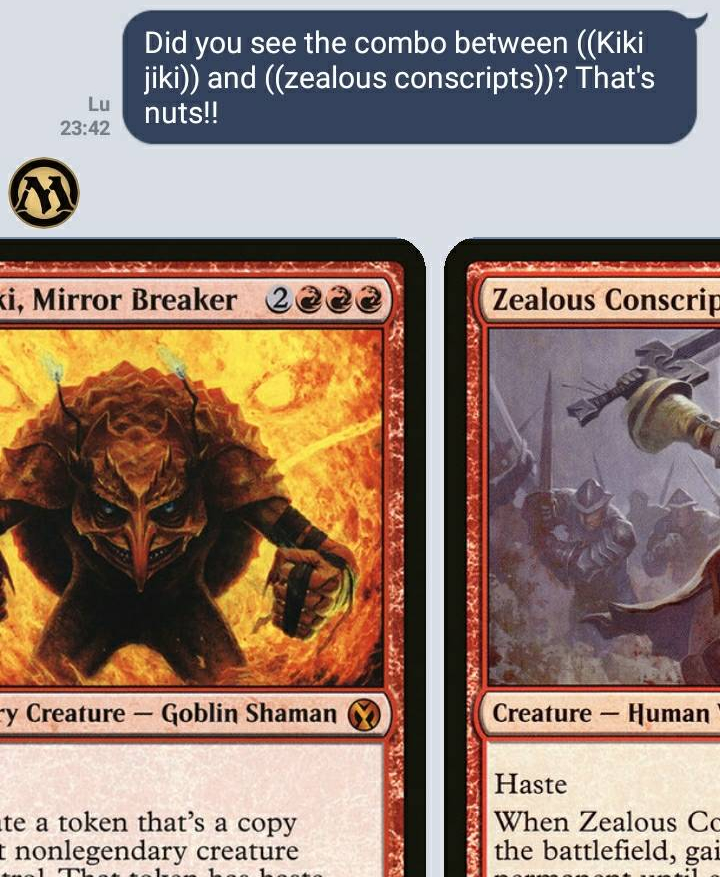 Did you see the combo between ((Kiki
jiki)) and ((zealous conscripts))? That's
nuts!!
Lu
23:42
M
ki, Mirror Breaker 2
Zealous Conscrip
ry Creature — Goblin Shaman
Creature — Human
Haste
te a token that's a copy
t nonlegendary creature
When Zealous Co
the battlefield, gai